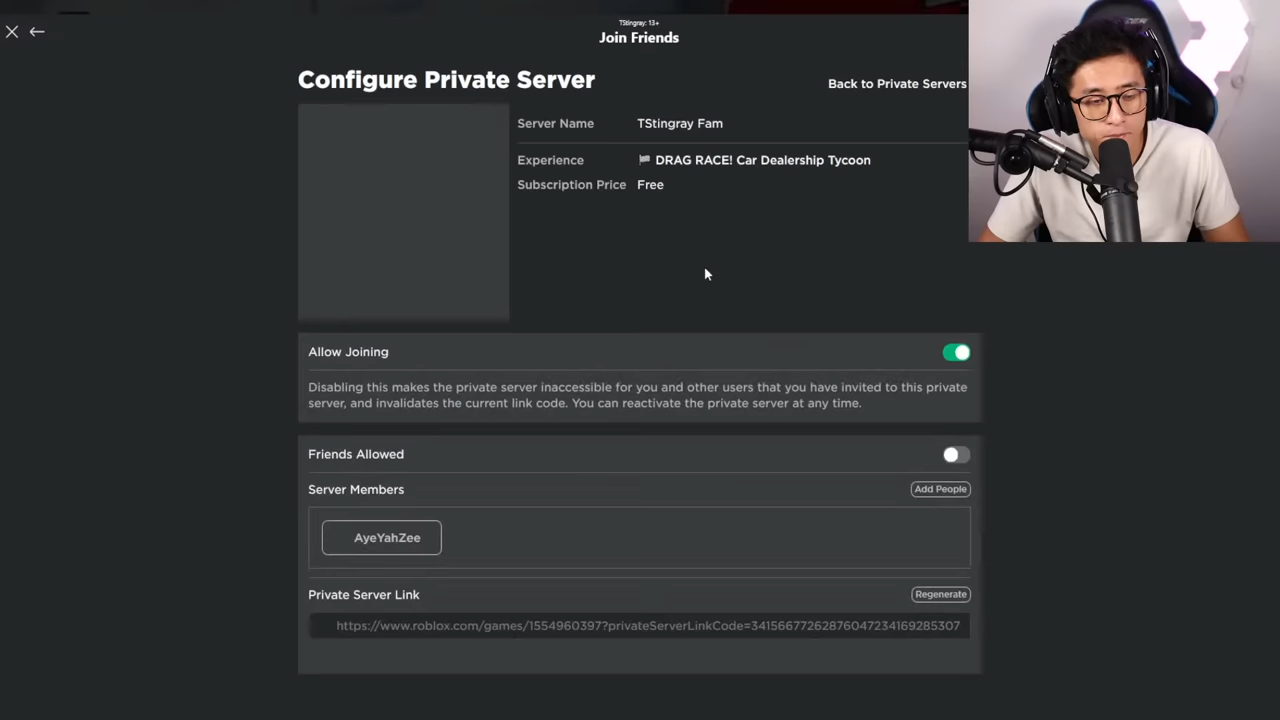 TStingray: 13+
Join Friends
Configure Private Server
Back to Private Servers
Server Name TStingray Fam
Experience DRAG RACE! Car Dealership Tycoon
Subscription Price Free
Allow Joining
Disabling this makes the private server inaccessible for you and other users that you have invited to this private
server, and invalidates the current link code. You can reactivate the private server at any time.
Friends Allowed
Server Members Add People
AyeYahZee
Private Server Link Regenerate
https://www.roblox.com/games/1554960397?privateServerLinkCode=34156677262876047234169285307